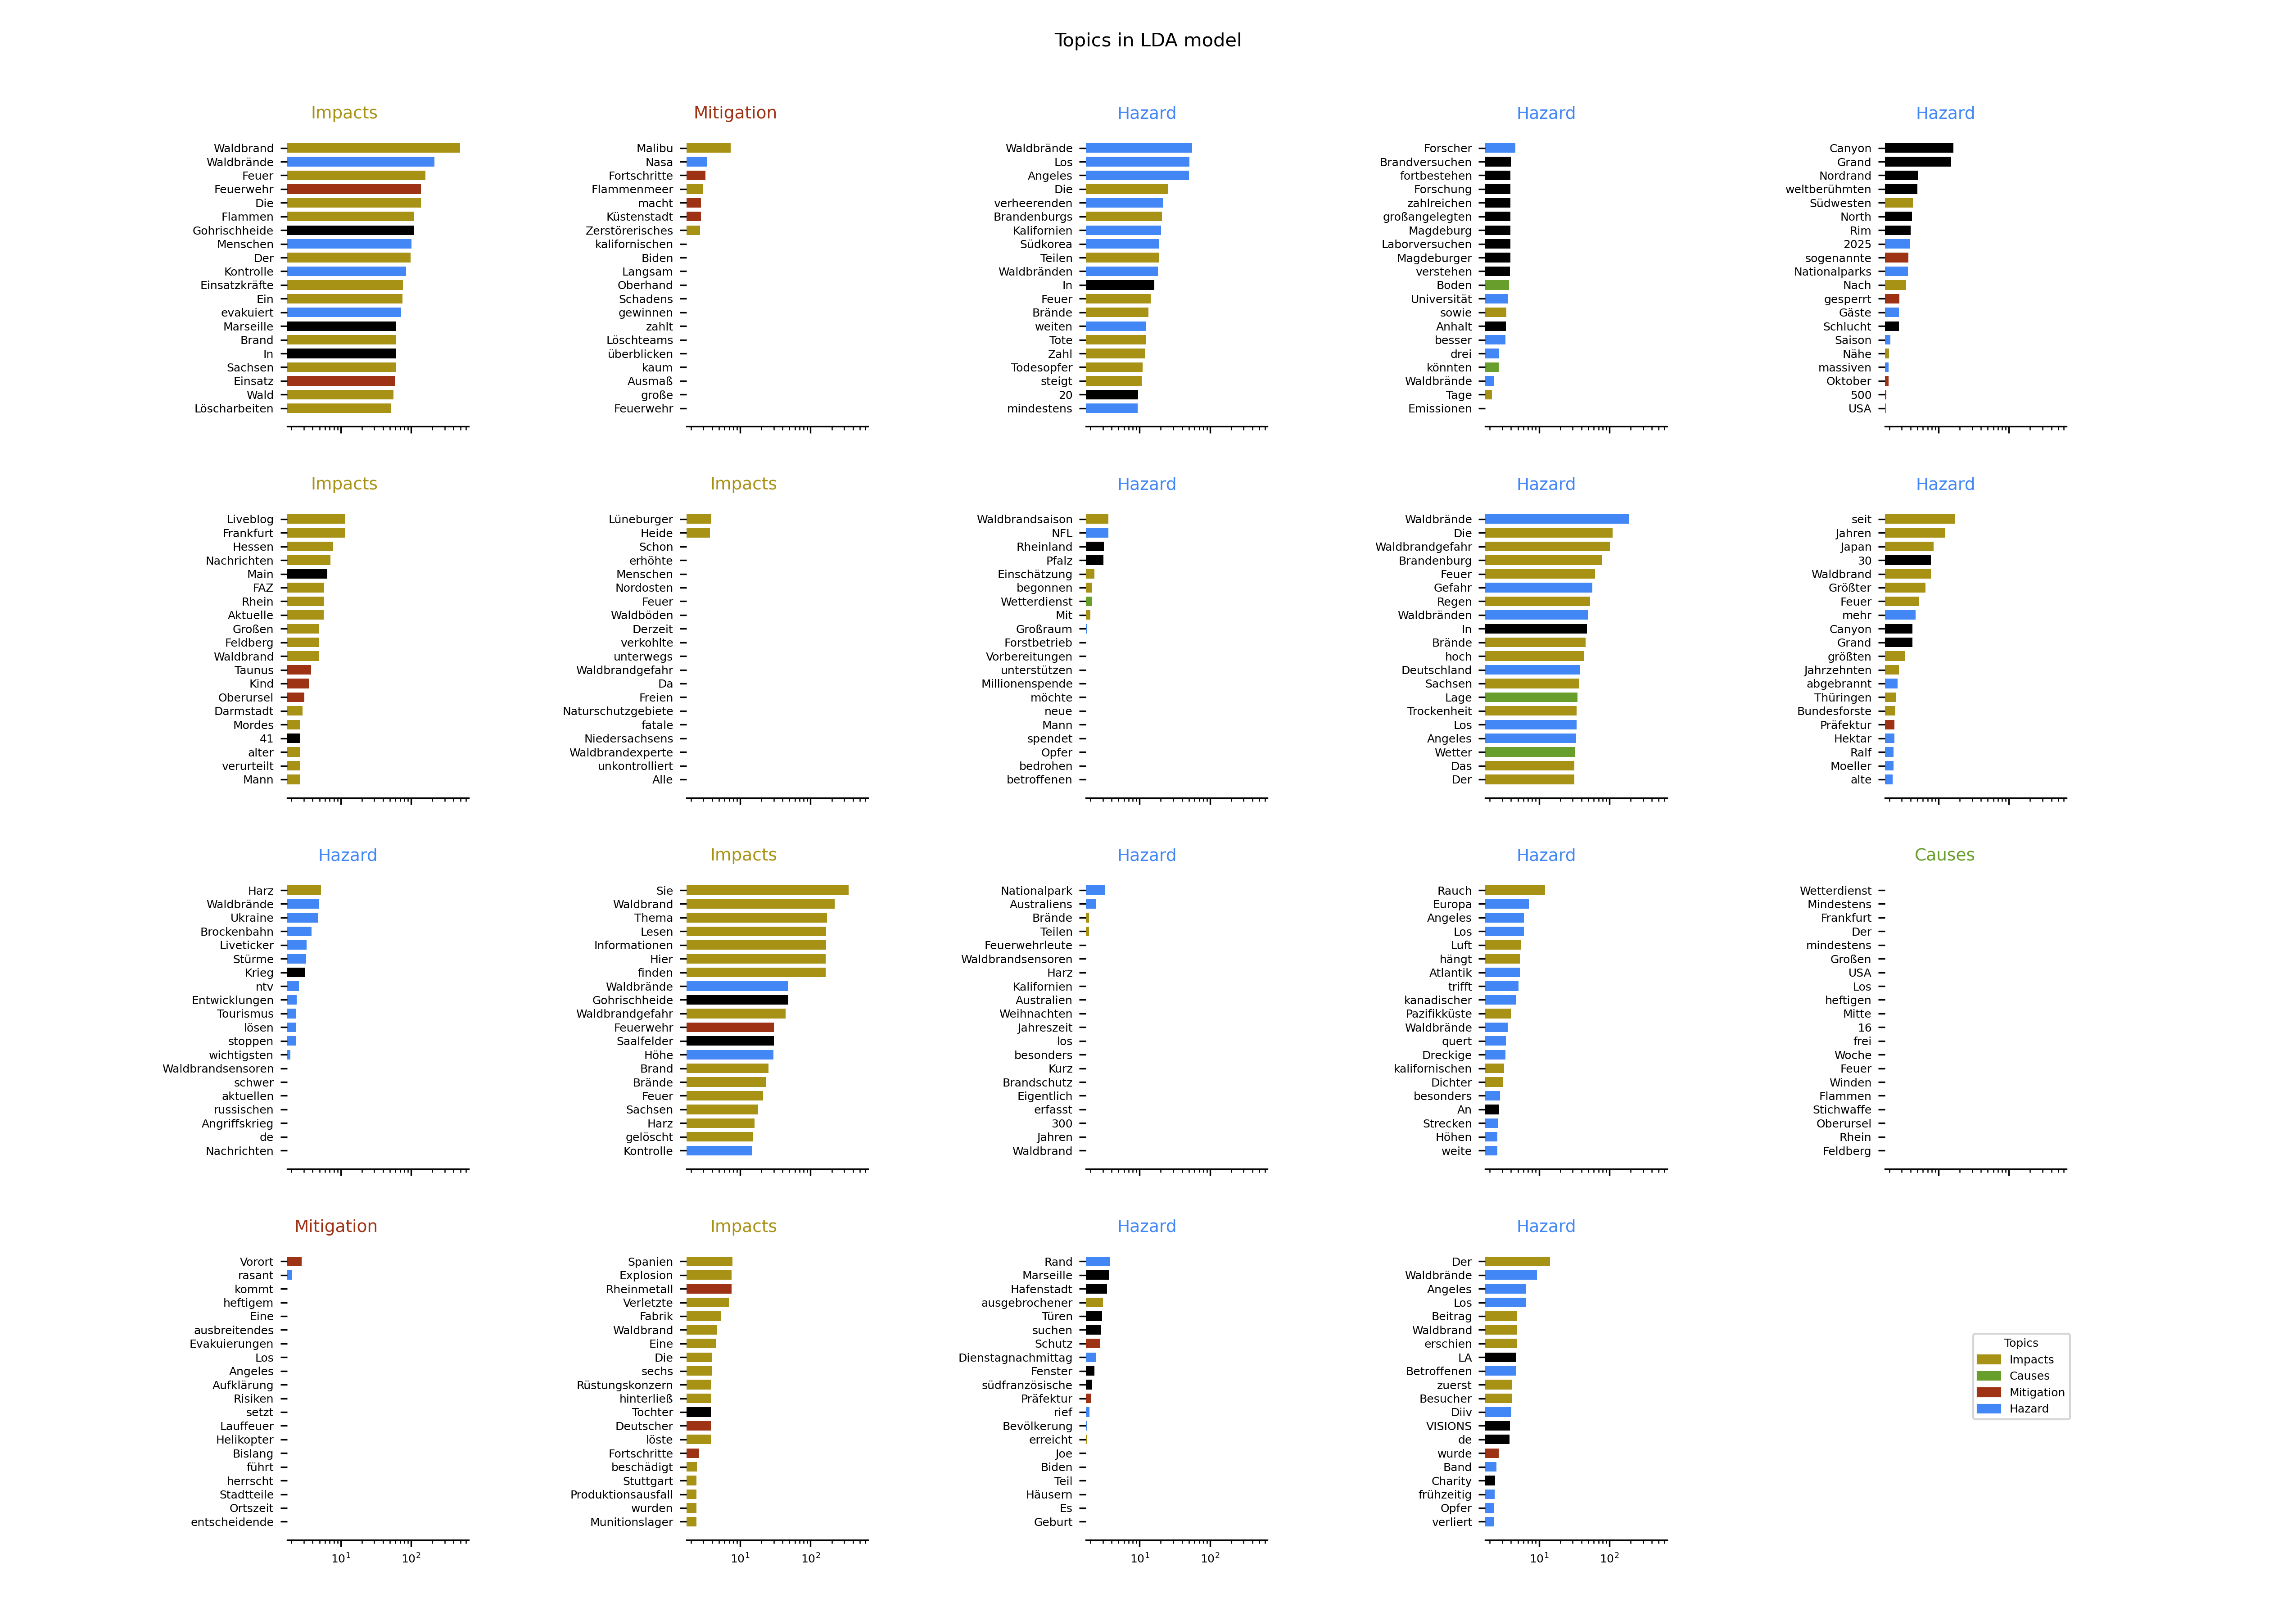 Topics in LDA model
Impacts
Waldbrand
Waldbrände
Feuer
Feuerwehr
Die
Flammen
Gohrischheide
Menschen
Der
Kontrolle
Einsatzkräfte
Ein
evakuiert
Marseille
Brand
In
Sachsen
Einsatz
Wald
Löscharbeiten
Mitigation
Malibu
Nasa
Fortschritte
Flammenmeer
macht
Küstenstadt
Zerstörerisches
kalifornischen
Biden
Langsam
Oberhand
Schadens
gewinnen
zahlt
Löschteams
überblicken
kaum
Ausmaß
große
Feuerwehr
Hazard
Waldbrände
Los
Angeles
Die
verheerenden
Brandenburgs
Kalifornien
Südkorea
Teilen
Waldbränden
In
Feuer
Brände
weiten
Tote
Zahl
Todesopfer
steigt
20
mindestens
Hazard
Forscher
Brandversuchen
fortbestehen
Forschung
zahlreichen
großangelegten
Magdeburg
Laborversuchen
Magdeburger
verstehen
Boden
Universität
sowie
Anhalt
besser
drei
könnten
Waldbrände
Tage
Emissionen
Hazard
Canyon
Grand
Nordrand
weltberühmten
Südwesten
North
Rim
2025
sogenannte
Nationalparks
Nach
gesperrt
Gäste
Schlucht
Saison
Nähe
massiven
Oktober
500
USA
Impacts
Liveblog
Frankfurt
Hessen
Nachrichten
Main
FAZ
Rhein
Aktuelle
Großen
Feldberg
Waldbrand
Taunus
Kind
Oberursel
Darmstadt
Mordes
41
alter
verurteilt
Mann
Impacts
Lüneburger
Heide
Schon
erhöhte
Menschen
Nordosten
Feuer
Waldböden
Derzeit
verkohlte
unterwegs
Waldbrandgefahr
Da
Freien
Naturschutzgebiete
fatale
Niedersachsens
Waldbrandexperte
unkontrolliert
Alle
Hazard
Waldbrandsaison
NFL
Rheinland
Pfalz
Einschätzung
begonnen
Wetterdienst
Mit
Großraum
Forstbetrieb
Vorbereitungen
unterstützen
Millionenspende
möchte
neue
Mann
spendet
Opfer
bedrohen
betroffenen
Hazard
Waldbrände
Die
Waldbrandgefahr
Brandenburg
Feuer
Gefahr
Regen
Waldbränden
In
Brände
hoch
Deutschland
Sachsen
Lage
Trockenheit
Los
Angeles
Wetter
Das
Der
Hazard
seit
Jahren
Japan
30
Waldbrand
Größter
Feuer
mehr
Canyon
Grand
größten
Jahrzehnten
abgebrannt
Thüringen
Bundesforste
Präfektur
Hektar
Ralf
Moeller
alte
Hazard
Harz
Waldbrände
Ukraine
Brockenbahn
Liveticker
Stürme
Krieg
ntv
Entwicklungen
Tourismus
lösen
stoppen
wichtigsten
Waldbrandsensoren
schwer
aktuellen
russischen
Angriffskrieg
de
Nachrichten
Impacts
Sie
Waldbrand
Thema
Lesen
Informationen
Hier
finden
Waldbrände
Gohrischheide
Waldbrandgefahr
Feuerwehr
Saalfelder
Höhe
Brand
Brände
Feuer
Sachsen
Harz
gelöscht
Kontrolle
Hazard
Nationalpark
Australiens
Brände
Teilen
Feuerwehrleute
Waldbrandsensoren
Harz
Kalifornien
Australien
Weihnachten
Jahreszeit
los
besonders
Kurz
Brandschutz
Eigentlich
erfasst
300
Jahren
Waldbrand
Hazard
Rauch
Europa
Angeles
Los
Luft
hängt
Atlantik
trifft
kanadischer
Pazifikküste
Waldbrände
quert
Dreckige
kalifornischen
Dichter
besonders
An
Strecken
Höhen
weite
Causes
Wetterdienst
Mindestens
Frankfurt
Der
mindestens
Großen
USA
Los
heftigen
Mitte
16
frei
Woche
Feuer
Winden
Flammen
Stichwaffe
Oberursel
Rhein
Feldberg
Mitigation
Vorort
rasant
kommt
heftigem
Eine
ausbreitendes
Evakuierungen
Los
Angeles
Aufklärung
Risiken
setzt
Lauffeuer
Helikopter
Bislang
führt
herrscht
Stadtteile
Ortszeit
entscheidende
10¹ 10²
Impacts
Spanien
Explosion
Rheinmetall
Verletzte
Fabrik
Waldbrand
Eine
Die
sechs
Rüstungskonzern
hinterließ
Tochter
Deutscher
löste
Fortschritte
beschädigt
Stuttgart
Produktionsausfall
wurden
Munitionslager
10¹ 10²
Hazard
Rand
Marseille
Hafenstadt
ausgebrochener
Türen
suchen
Schutz
Dienstagnachmittag
Fenster
südfranzösische
Präfektur
rief
Bevölkerung
erreicht
Joe
Biden
Teil
Häusern
Es
Geburt
10¹ 10²
Hazard
Der
Waldbrände
Angeles
Los
Beitrag
Waldbrand
erschien
LA
Betroffenen
zuerst
Besucher
Diiv
VISIONS
de
wurde
Band
Charity
frühzeitig
Opfer
verliert
10¹ 10²
Topics
Impacts
Causes
Mitigation
Hazard